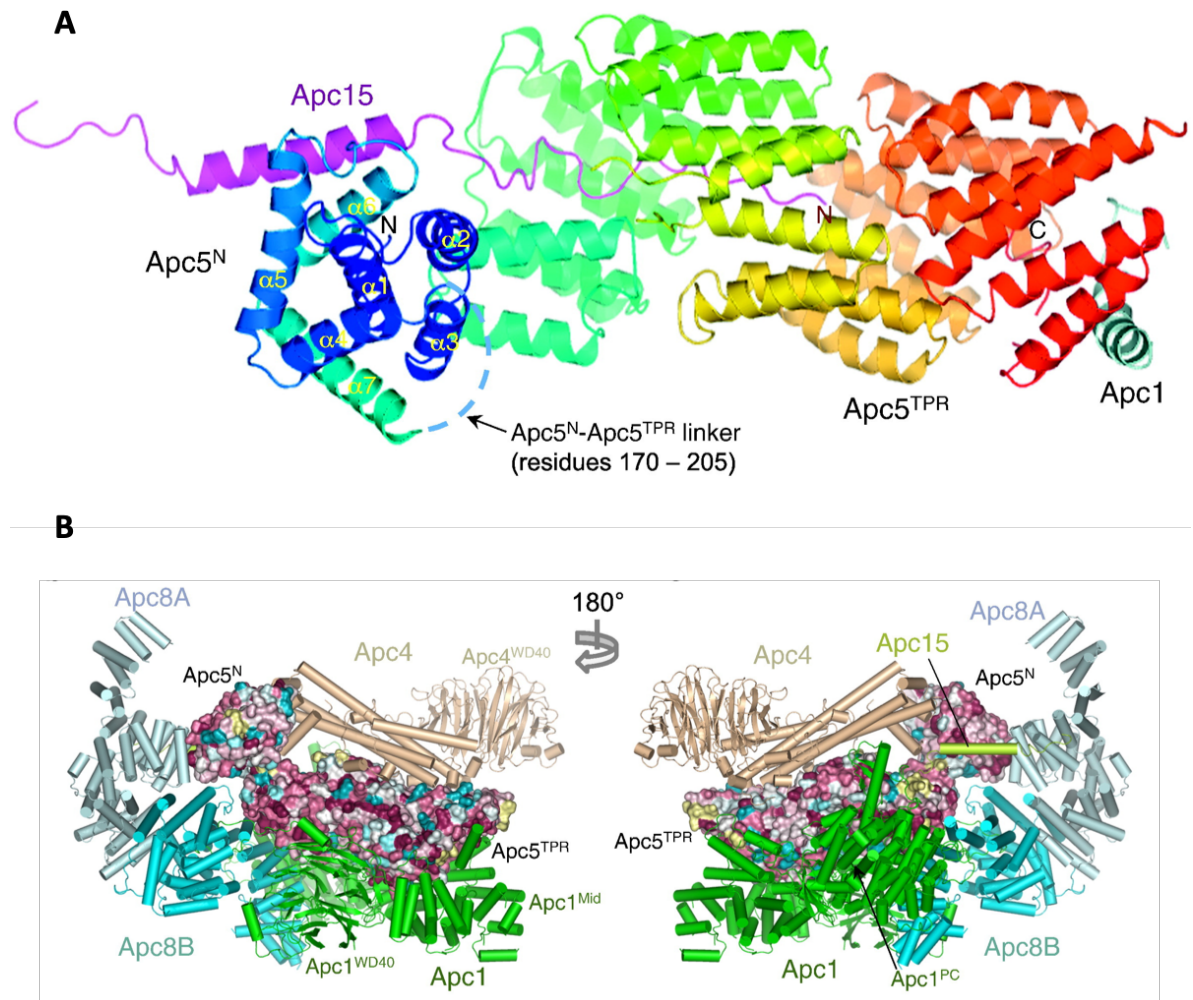 A
Apc15
α6
N
α2
Apc5ᴺ
α5
α1
α4
α3
α7
N
C
Apc5ᵀᴾᴿ
Apc1
Apc5ᴺ-Apc5ᵀᴾᴿ linker
(residues 170 – 205)
B
Apc8A
Apc5ᴺ
Apc4
Apc4ᵂᴰ⁴⁰
Apc5ᵀᴾᴿ
Apc1ᴹⁱᵈ
Apc8B
Apc1ᵂᴰ⁴⁰
Apc1
180°
Apc4
Apc15
Apc8A
Apc5ᴺ
Apc5ᵀᴾᴿ
Apc1
Apc1ᴾC
Apc8B